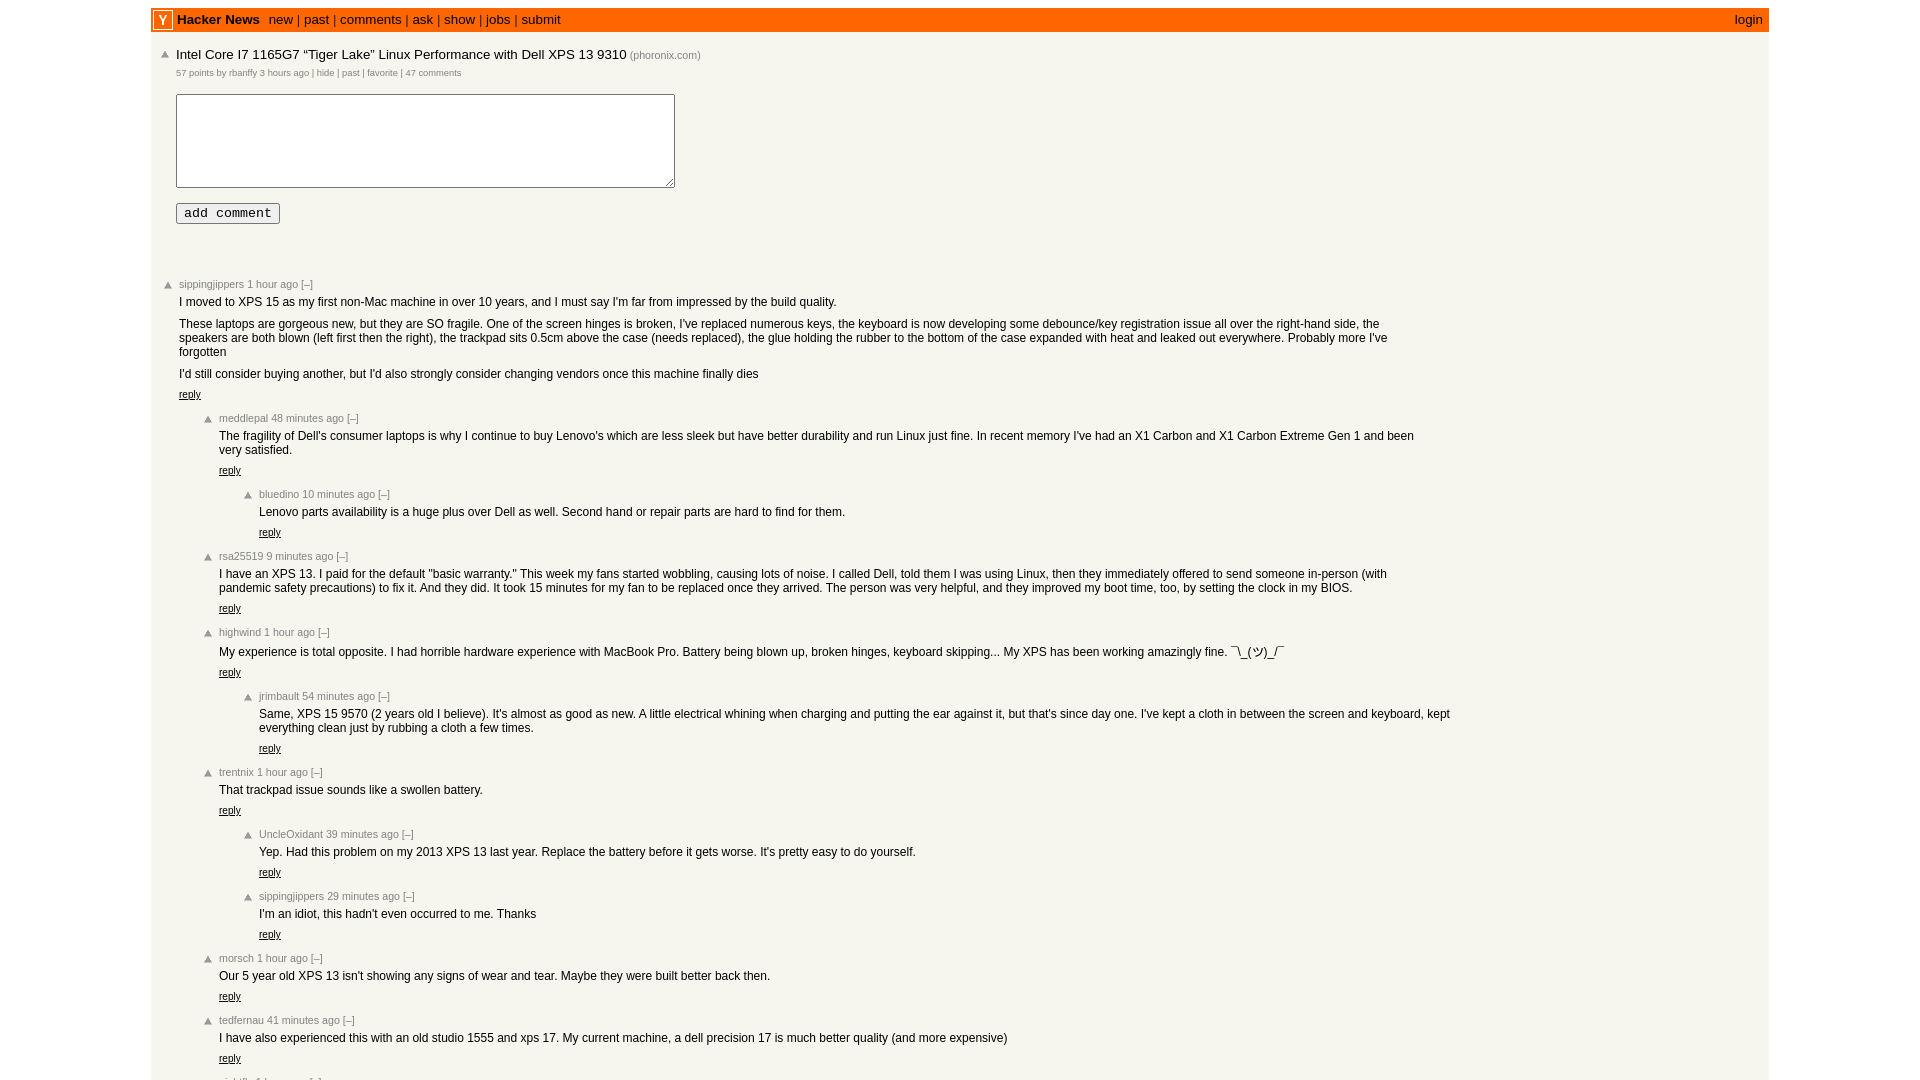 Y Hacker News new | past | comments | ask | show | jobs | submit login
Intel Core I7 1165G7 “Tiger Lake” Linux Performance with Dell XPS 13 9310 (phoronix.com)
57 points by rbanffy 3 hours ago | hide | past | favorite | 47 comments
add comment
sippingjippers 1 hour ago [–]
I moved to XPS 15 as my first non-Mac machine in over 10 years, and I must say I'm far from impressed by the build quality.
These laptops are gorgeous new, but they are SO fragile. One of the screen hinges is broken, I've replaced numerous keys, the keyboard is now developing some debounce/key registration issue all over the right-hand side, the
speakers are both blown (left first then the right), the trackpad sits 0.5cm above the case (needs replaced), the glue holding the rubber to the bottom of the case expanded with heat and leaked out everywhere. Probably more I've
forgotten
I'd still consider buying another, but I'd also strongly consider changing vendors once this machine finally dies
reply
meddlepal 48 minutes ago [–]
The fragility of Dell's consumer laptops is why I continue to buy Lenovo's which are less sleek but have better durability and run Linux just fine. In recent memory I've had an X1 Carbon and X1 Carbon Extreme Gen 1 and been
very satisfied.
reply
bluedino 10 minutes ago [–]
Lenovo parts availability is a huge plus over Dell as well. Second hand or repair parts are hard to find for them.
reply
rsa25519 9 minutes ago [–]
I have an XPS 13. I paid for the default "basic warranty." This week my fans started wobbling, causing lots of noise. I called Dell, told them I was using Linux, then they immediately offered to send someone in-person (with
pandemic safety precautions) to fix it. And they did. It took 15 minutes for my fan to be replaced once they arrived. The person was very helpful, and they improved my boot time, too, by setting the clock in my BIOS.
reply
highwind 1 hour ago [–]
My experience is total opposite. I had horrible hardware experience with MacBook Pro. Battery being blown up, broken hinges, keyboard skipping... My XPS has been working amazingly fine. ¯\_(ツ)_/¯
reply
jrimbault 54 minutes ago [–]
Same, XPS 15 9570 (2 years old I believe). It's almost as good as new. A little electrical whining when charging and putting the ear against it, but that's since day one. I've kept a cloth in between the screen and keyboard, kept
everything clean just by rubbing a cloth a few times.
reply
trentnix 1 hour ago [–]
That trackpad issue sounds like a swollen battery.
reply
UncleOxidant 39 minutes ago [–]
Yep. Had this problem on my 2013 XPS 13 last year. Replace the battery before it gets worse. It's pretty easy to do yourself.
reply
sippingjippers 29 minutes ago [–]
I'm an idiot, this hadn't even occurred to me. Thanks
reply
morsch 1 hour ago [–]
Our 5 year old XPS 13 isn't showing any signs of wear and tear. Maybe they were built better back then.
reply
tedfernau 41 minutes ago [–]
I have also experienced this with an old studio 1555 and xps 17. My current machine, a dell precision 17 is much better quality (and more expensive)
reply